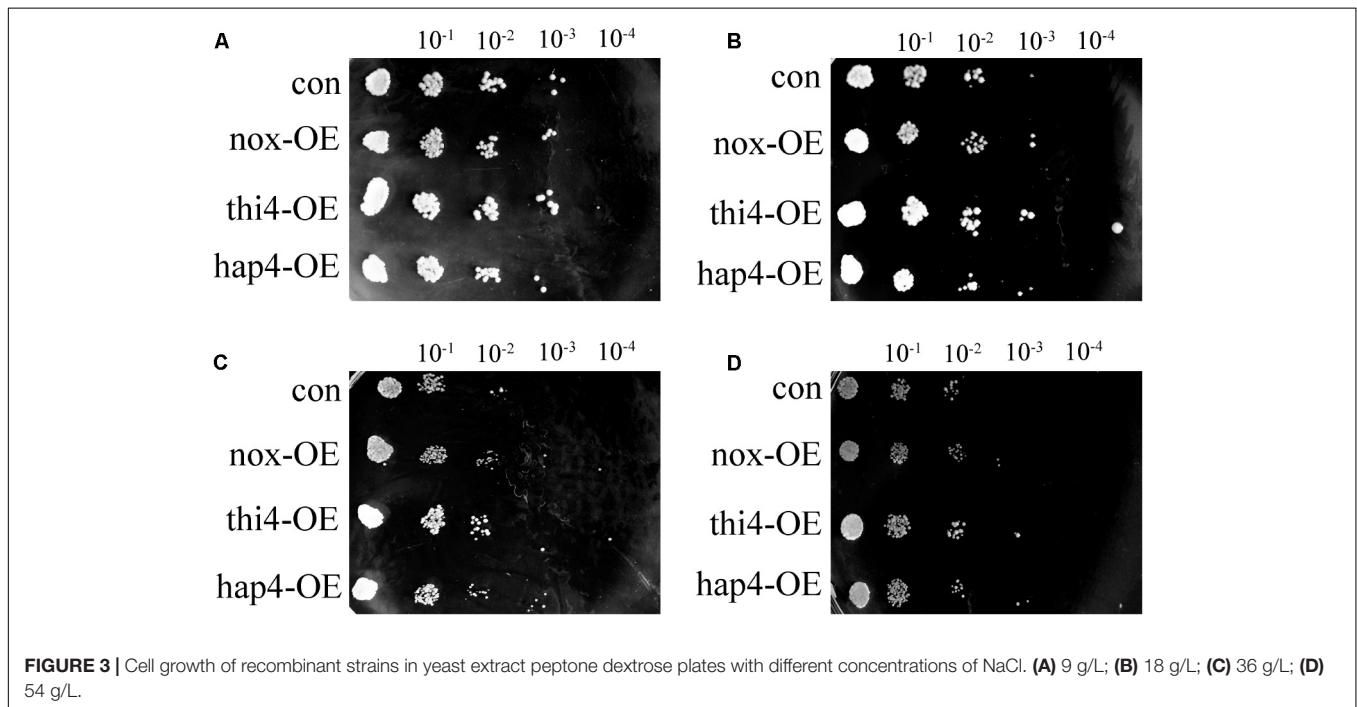 A 10⁻¹ 10⁻² 10⁻³ 10⁻⁴
con
nox-OE
thi4-OE
hap4-OE
B 10⁻¹ 10⁻² 10⁻³ 10⁻⁴
con
nox-OE
thi4-OE
hap4-OE
C 10⁻¹ 10⁻² 10⁻³ 10⁻⁴
con
nox-OE
thi4-OE
hap4-OE
D 10⁻¹ 10⁻² 10⁻³ 10⁻⁴
con
nox-OE
thi4-OE
hap4-OE
FIGURE 3 | Cell growth of recombinant strains in yeast extract peptone dextrose plates with different concentrations of NaCl. (A) 9 g/L; (B) 18 g/L; (C) 36 g/L; (D)
54 g/L.